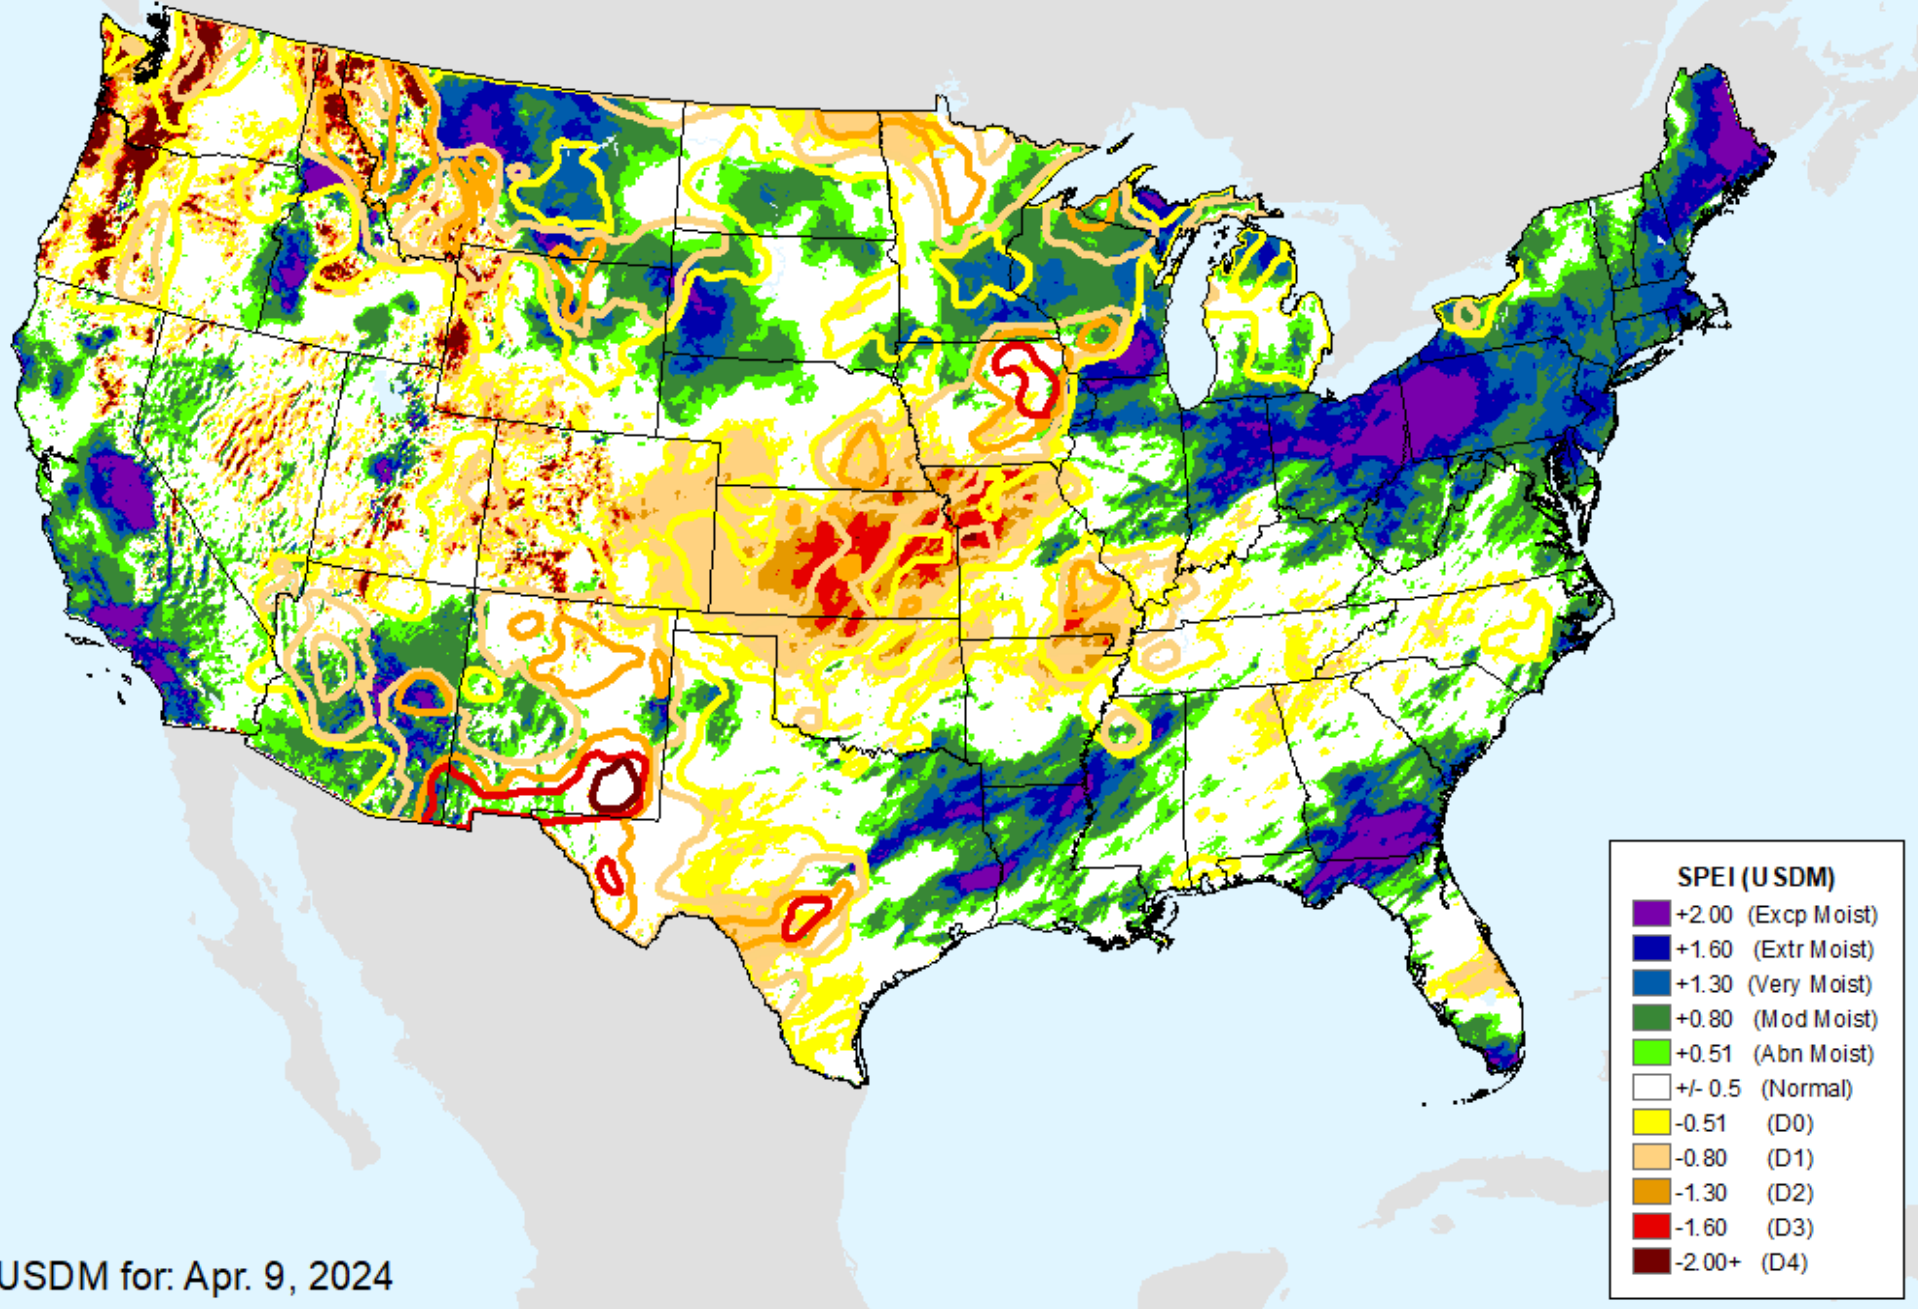 SPEI (USDM)
+2.00 (Excp Moist)
+1.60 (Extr Moist)
+1.30 (Very Moist)
+0.80 (Mod Moist)
+0.51 (Abn Moist)
+/- 0.5 (Normal)
-0.51 (D0)
-0.80 (D1)
-1.30 (D2)
-1.60 (D3)
-2.00+ (D4)
USDM for: Apr. 9, 2024